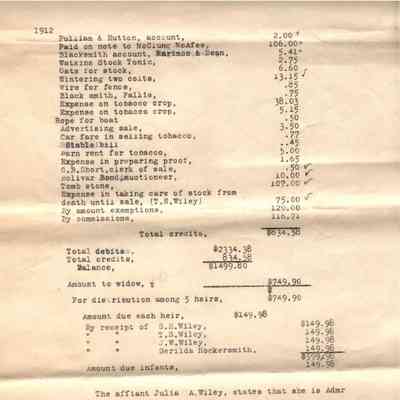 1912
Pullian & Hutton, account, 2.00
Paid on note to McClung McAfee, 106.00
Blacksmith account, Harimon & Dean, 5.41
Watkins Stock Tonic, 2.75
Oats for stock, 6.60
Wintering two colts, 13.15
Wire for fence, .85
Black smith, Fallis, .75
Expense on tobacco crop, 38.03
Expense on tobacco crop, 5.15
Rope for boat .50
Advertising sale, 3.50
Car fare in selling tobacco, .77
Stable bill .45
Barn rent for tobacco, 5.00
Expense in preparing proof, 1.65
Short, clerk of sale, .50
Bolivar Bond, auctioneer, 10.00
Tomb stone, 107.00
Expense in taking care of stock from
death until sale, (T.S.Wiley) 75.00
By amount exemptions, 120.00
By commissions, 116.71
Total credits, $834.58
Total debits, $2334.38
Total credits, 834.58
Balance, $1499.80
Amount to widow, $749.90
For distribution among 5 heirs, $749.90
Amount due each heir, $149.98
By receipt of S.H.Wiley, $149.98
" " T.S.Wiley, 149.98
" " J.W.Wiley, 149.98
" " Serilda Hockersmith, 149.98
$599.92
Amount due infants, 149.98
The affiant Julia A.Wiley, states that she is Admr